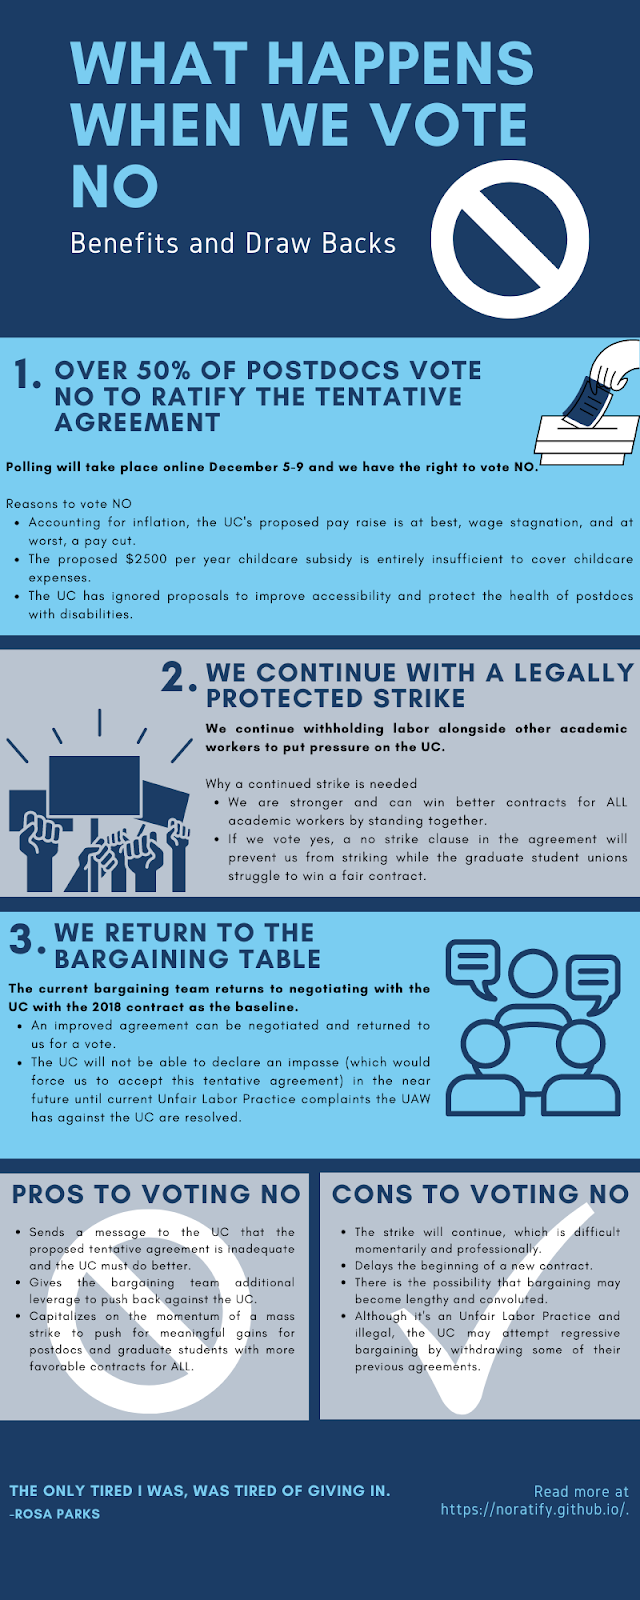 WHAT HAPPENS
WHEN WE VOTE
NO
Benefits and Draw Backs
1. OVER 50% OF POSTDOCS VOTE
NO TO RATIFY THE TENTATIVE
AGREEMENT
Polling will take place online December 5-9 and we have the right to vote NO.
Reasons to vote NO
• Accounting for inflation, the UC's proposed pay raise is at best, wage stagnation, and at
worst, a pay cut.
• The proposed $2500 per year childcare subsidy is entirely insufficient to cover childcare
expenses.
• The UC has ignored proposals to improve accessibility and protect the health of postdocs
with disabilities.
2. WE CONTINUE WITH A LEGALLY
PROTECTED STRIKE
We continue withholding labor alongside other academic
workers to put pressure on the UC.
Why a continued strike is needed
• We are stronger and can win better contracts for ALL
academic workers by standing together.
• If we vote yes, a no strike clause in the agreement will
prevent us from striking while the graduate student unions
struggle to win a fair contract.
3. WE RETURN TO THE
BARGAINING TABLE
The current bargaining team returns to negotiating with the
UC with the 2018 contract as the baseline.
• An improved agreement can be negotiated and returned to
us for a vote.
• The UC will not be able to declare an impasse (which would
force us to accept this tentative agreement) in the near
future until current Unfair Labor Practice complaints the UAW
has against the UC are resolved.
PROS TO VOTING NO
• Sends a message to the UC that the
proposed tentative agreement is inadequate
and the UC must do better.
• Gives the bargaining team additional
leverage to push back against the UC.
• Capitalizes on the momentum of a mass
strike to push for meaningful gains for
postdocs and graduate students with more
favorable contracts for ALL.
CONS TO VOTING NO
• The strike will continue, which is difficult
momentarily and professionally.
• Delays the beginning of a new contract.
• There is the possibility that bargaining may
become lengthy and convoluted.
• Although it's an Unfair Labor Practice and
illegal, the UC may attempt regressive
bargaining by withdrawing some of their
previous agreements.
THE ONLY TIRED I WAS, WAS TIRED OF GIVING IN.
-ROSA PARKS
Read more at
https://noratify.github.io/.